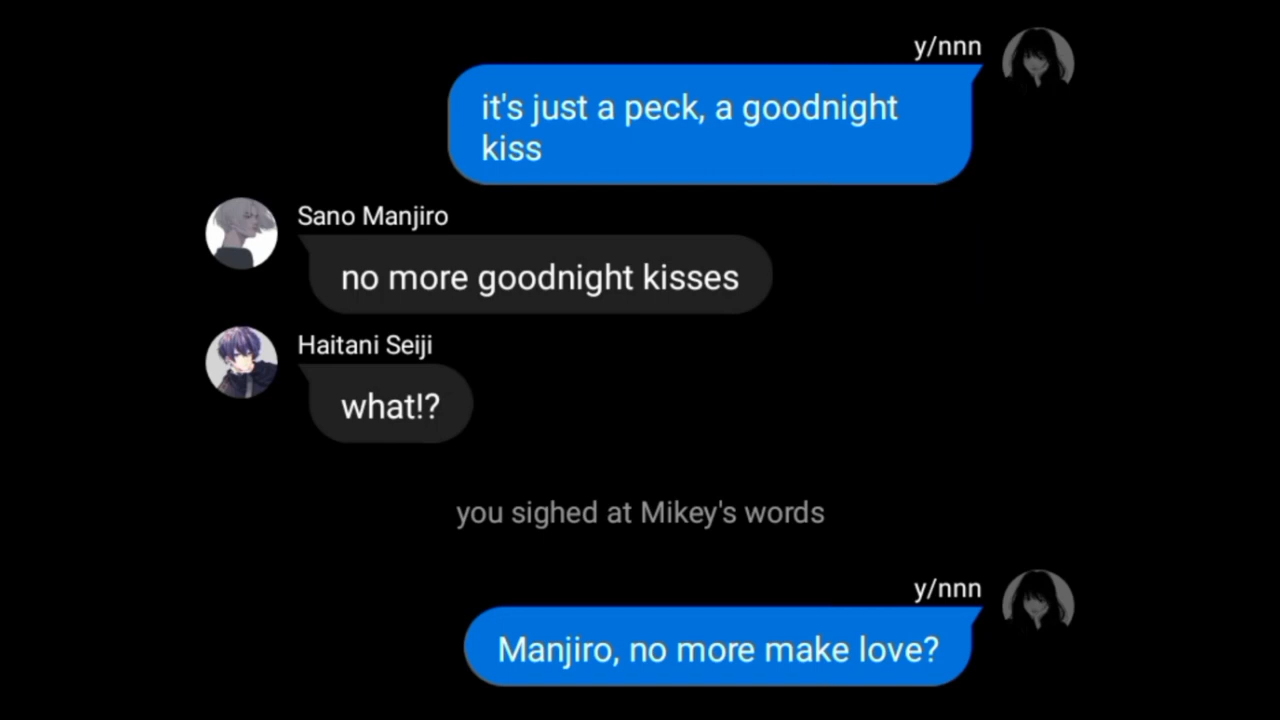 y/nnn
it's just a peck, a goodnight
kiss
Sano Manjiro
no more goodnight kisses
Haitani Seiji
what!?
you sighed at Mikey's words
y/nnn
Manjiro, no more make love?